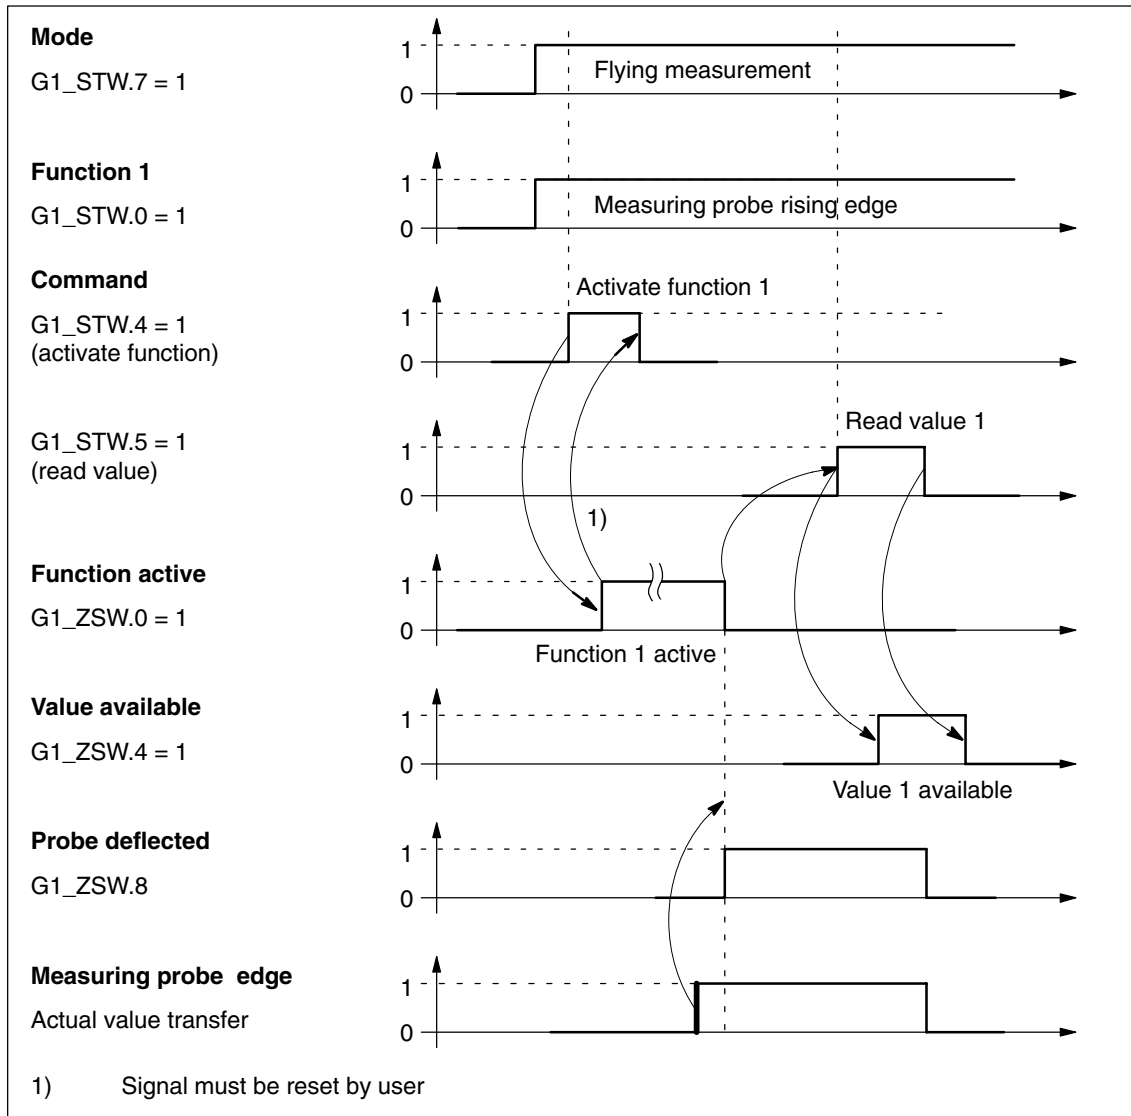 Mode
G1_STW.7 = 1
1
0
Flying measurement
Function 1
G1_STW.0 = 1
1
0
Measuring probe rising edge
Command
G1_STW.4 = 1
(activate function)
Activate function 1
1
0
G1_STW.5 = 1
(read value)
Read value 1
1
0
1)
Function active
G1_ZSW.0 = 1
1
0
Function 1 active
Value available
G1_ZSW.4 = 1
1
0
Value 1 available
Probe deflected
G1_ZSW.8
1
0
Measuring probe edge
Actual value transfer
1
0
1) Signal must be reset by user